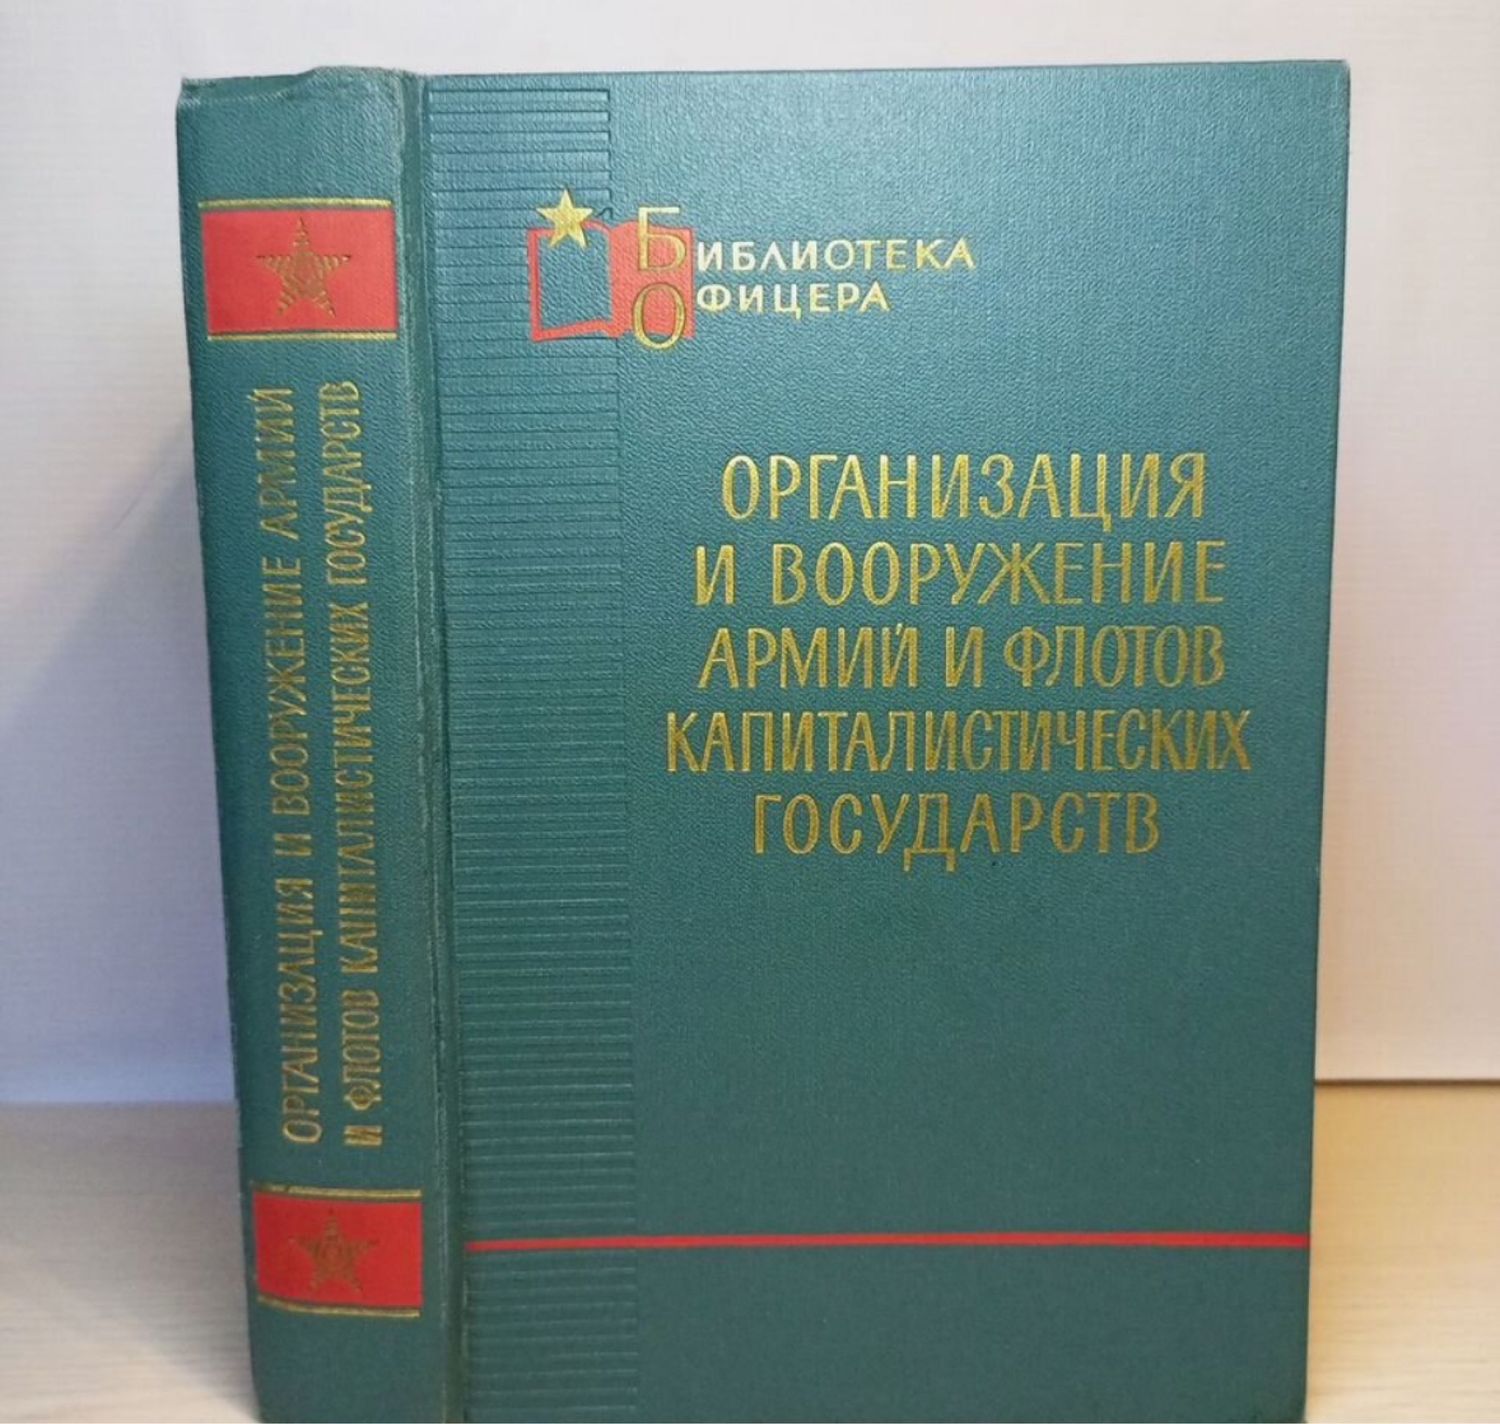 ОРГАНИЗАЦИЯ И ВООРУЖЕНИЕ АРМИЙ
И ФЛОТОВ КАПИТАЛИСТИЧЕСКИХ ГОСУДАРСТВ
БИБЛИОТЕКА
ОФИЦЕРА
ОРГАНИЗАЦИЯ
И ВООРУЖЕНИЕ
АРМИЙ И ФЛОТОВ
КАПИТАЛИСТИЧЕСКИХ
ГОСУДАРСТВ